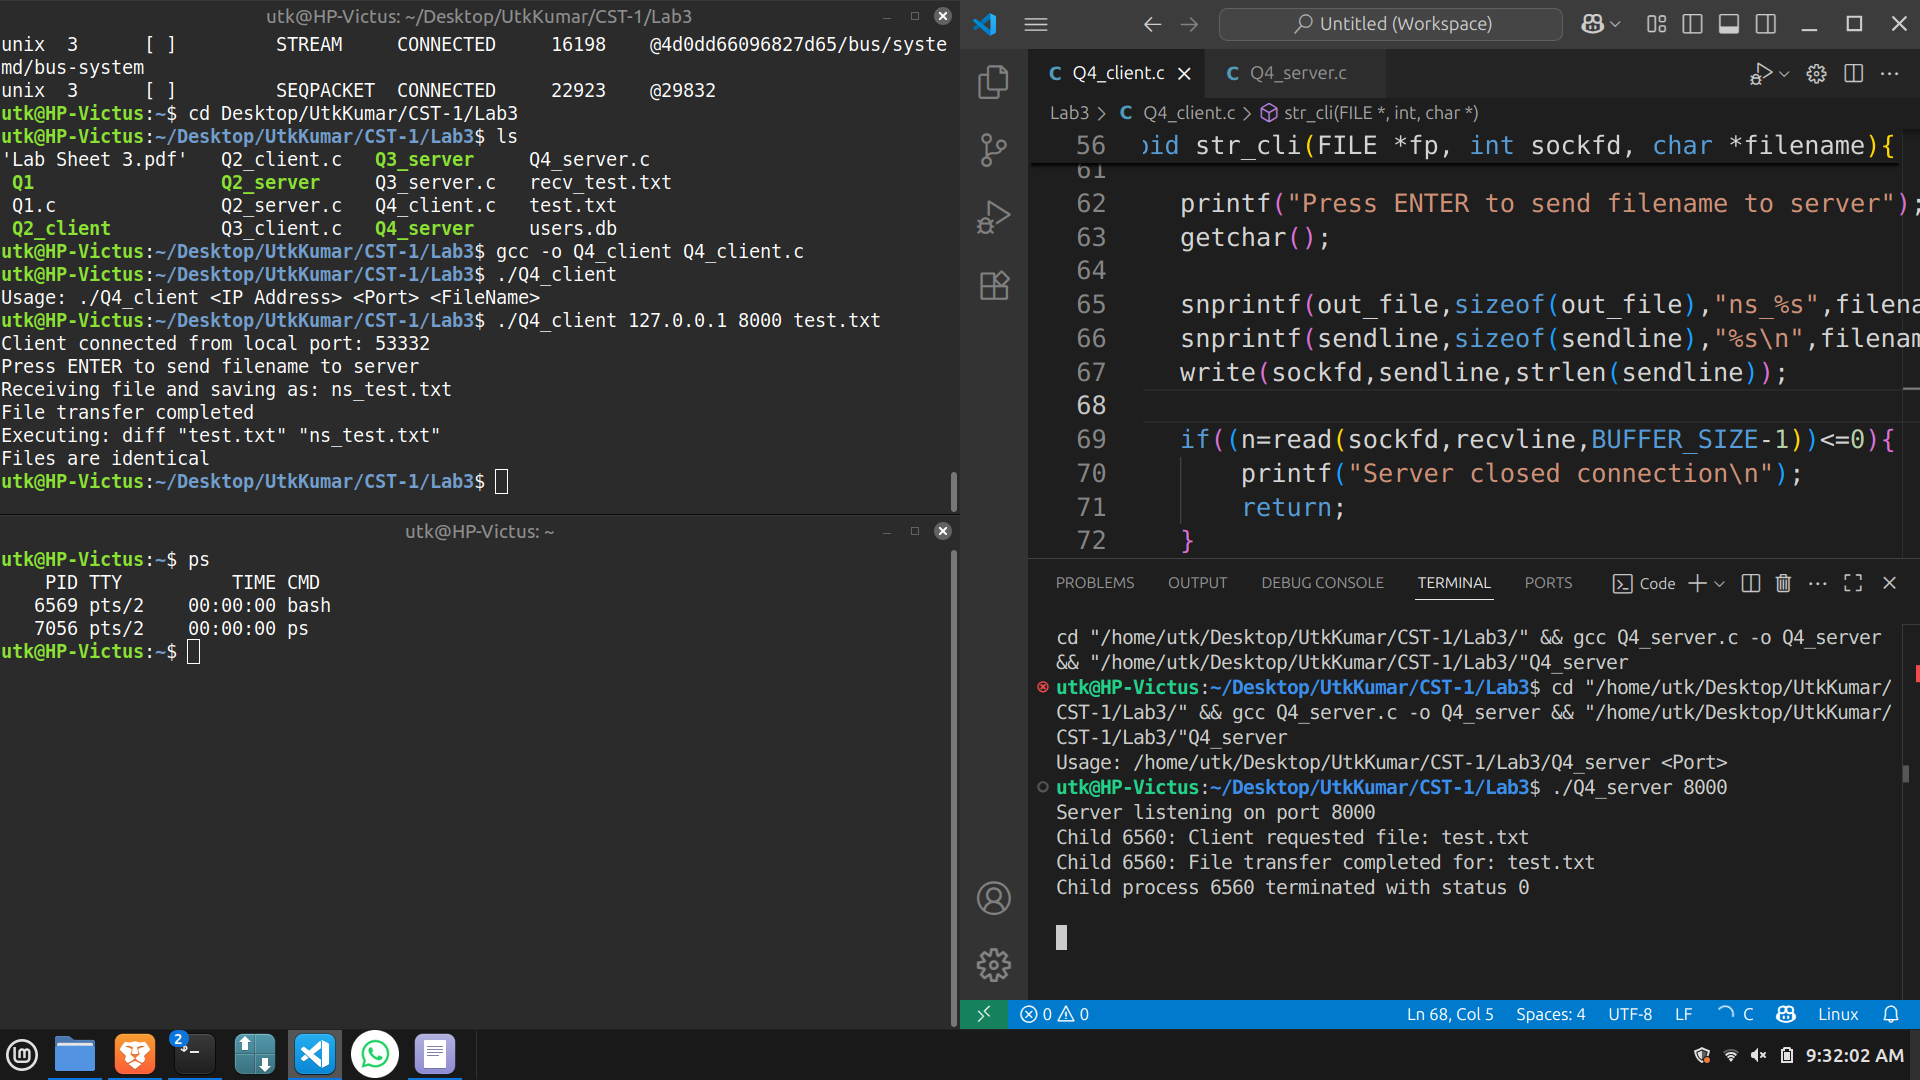 utk@HP-Victus: ~/Desktop/UtkKumar/CST-1/Lab3
unix  3      [ ]         STREAM     CONNECTED     16198    @4d0dd66096827d65/bus/syste
md/bus-system
unix  3      [ ]         SEQPACKET  CONNECTED     22923    @29832
utk@HP-Victus:~$ cd Desktop/UtkKumar/CST-1/Lab3
utk@HP-Victus:~/Desktop/UtkKumar/CST-1/Lab3$ ls
'Lab Sheet 3.pdf'   Q2_client.c   Q3_server     Q4_server.c
Q1                 Q2_server     Q3_server.c   recv_test.txt
Q1.c               Q2_server.c   Q4_client.c   test.txt
Q2_client          Q3_client.c   Q4_server     users.db
utk@HP-Victus:~/Desktop/UtkKumar/CST-1/Lab3$ gcc -o Q4_client Q4_client.c
utk@HP-Victus:~/Desktop/UtkKumar/CST-1/Lab3$ ./Q4_client
Usage: ./Q4_client <IP Address> <Port> <FileName>
utk@HP-Victus:~/Desktop/UtkKumar/CST-1/Lab3$ ./Q4_client 127.0.0.1 8000 test.txt
Client connected from local port: 53332
Press ENTER to send filename to server
Receiving file and saving as: ns_test.txt
File transfer completed
Executing: diff "test.txt" "ns_test.txt"
Files are identical
utk@HP-Victus:~/Desktop/UtkKumar/CST-1/Lab3$
utk@HP-Victus: ~
utk@HP-Victus:~$ ps
PID TTY          TIME CMD
6569 pts/2    00:00:00 bash
7056 pts/2    00:00:00 ps
utk@HP-Victus:~$
Untitled (Workspace)
C Q4_client.c
C Q4_server.c
Lab3 > C Q4_client.c > str_cli(FILE *, int, char *)
56 oid str_cli(FILE *fp, int sockfd, char *filename){
61
62 printf("Press ENTER to send filename to server");
63 getchar();
64
65 snprintf(out_file,sizeof(out_file),"ns_%s",filena
66 snprintf(sendline,sizeof(sendline),"%s\n",filenam
67 write(sockfd,sendline,strlen(sendline));
68
69 if((n=read(sockfd,recvline,BUFFER_SIZE-1))<=0){
70 printf("Server closed connection\n");
71 return;
72 }
PROBLEMS OUTPUT DEBUG CONSOLE TERMINAL PORTS Code
cd "/home/utk/Desktop/UtkKumar/CST-1/Lab3/" && gcc Q4_server.c -o Q4_server
&& "/home/utk/Desktop/UtkKumar/CST-1/Lab3/"Q4_server
utk@HP-Victus:~/Desktop/UtkKumar/CST-1/Lab3$ cd "/home/utk/Desktop/UtkKumar/
CST-1/Lab3/" && gcc Q4_server.c -o Q4_server && "/home/utk/Desktop/UtkKumar/
CST-1/Lab3/"Q4_server
Usage: /home/utk/Desktop/UtkKumar/CST-1/Lab3/Q4_server <Port>
utk@HP-Victus:~/Desktop/UtkKumar/CST-1/Lab3$ ./Q4_server 8000
Server listening on port 8000
Child 6560: Client requested file: test.txt
Child 6560: File transfer completed for: test.txt
Child process 6560 terminated with status 0
0 0 Ln 68, Col 5 Spaces: 4 UTF-8 LF C Linux
2
9:32:02 AM